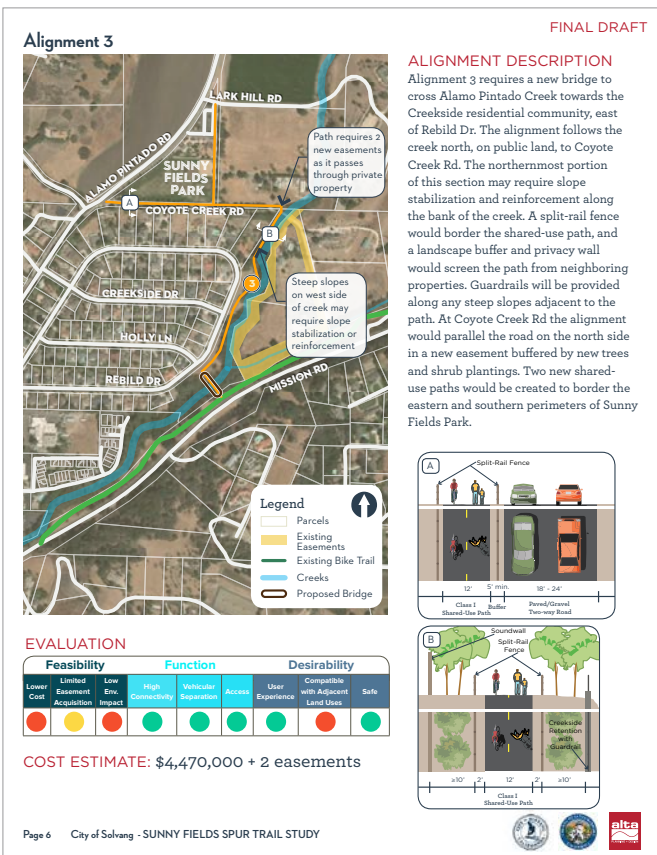 FINAL DRAFT
Alignment 3
LARK HILL RD
ALAMO PINTADO RD
SUNNY
FIELDS
PARK
Path requires 2
new easements
as it passes
through private
property
A
COYOTE CREEK RD
B
3
CREEKSIDE DR
Steep slopes
on west side
of creek may
require slope
stabilization or
reinforcement
HOLLY LN
REBILD DR
MISSION RD
Legend
Parcels
Existing
Easements
Existing Bike Trail
Creeks
Proposed Bridge
ALIGNMENT DESCRIPTION
Alignment 3 requires a new bridge to
cross Alamo Pintado Creek towards the
Creekside residential community, east
of Rebild Dr. The alignment follows the
creek north, on public land, to Coyote
Creek Rd. The northernmost portion
of this section may require slope
stabilization and reinforcement along
the bank of the creek. A split-rail fence
would border the shared-use path, and
a landscape buffer and privacy wall
would screen the path from neighboring
properties. Guardrails will be provided
along any steep slopes adjacent to the
path. At Coyote Creek Rd the alignment
would parallel the road on the north side
in a new easement buffered by new trees
and shrub plantings. Two new shared-
use paths would be created to border the
eastern and southern perimeters of Sunny
Fields Park.
A
Split-Rail Fence
12' 5' min. 18' - 24'
Class I
Shared-Use Path
Buffer
Paved/Gravel
Two-way Road
B
Soundwall
Split-Rail
Fence
Creekside
Retention
with
Guardrail
≥10' 2' 12' 2' ≥10'
Class I
Shared-Use Path
EVALUATION
Feasibility Function Desirability
Lower
Cost
Limited
Easement
Acquisition
Low
Env.
Impact
High
Connectivity
Vehicular
Separation
Access
User
Experience
Compatible
with Adjacent
Land Uses
Safe
COST ESTIMATE: $4,470,000 + 2 easements
Page 6 City of Solvang - SUNNY FIELDS SPUR TRAIL STUDY
alta